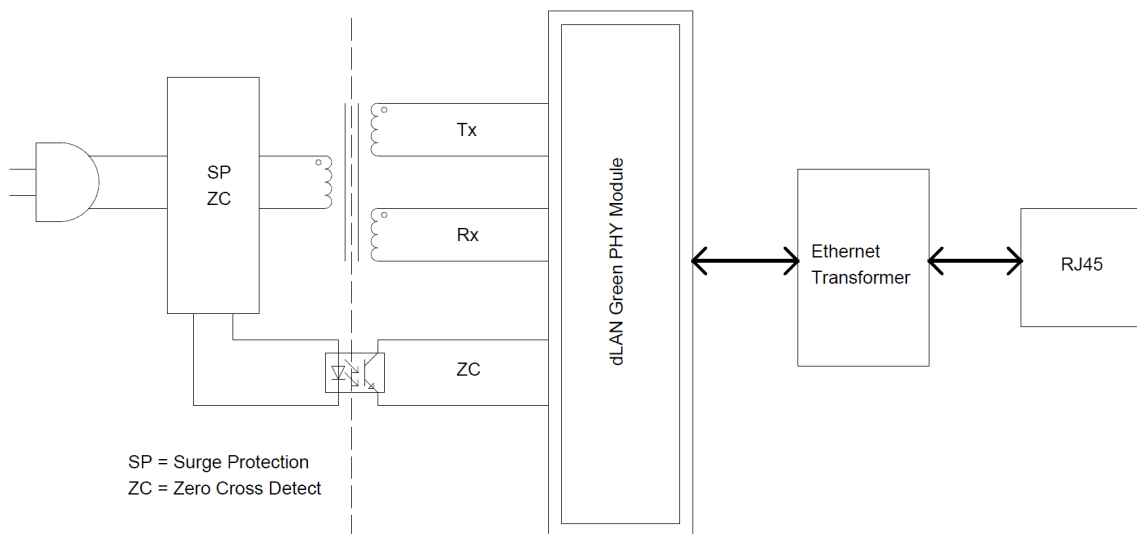 SP
ZC
Tx
Rx
ZC
dLAN Green PHY Module
Ethernet
Transformer
RJ45
SP = Surge Protection
ZC = Zero Cross Detect